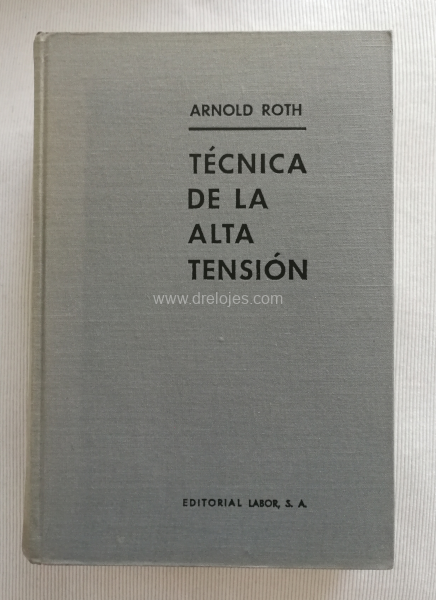 ARNOLD ROTH
TÉCNICA
DE LA
ALTA
TENSIÓN
www.drelojes.com
EDITORIAL LABOR, S. A.